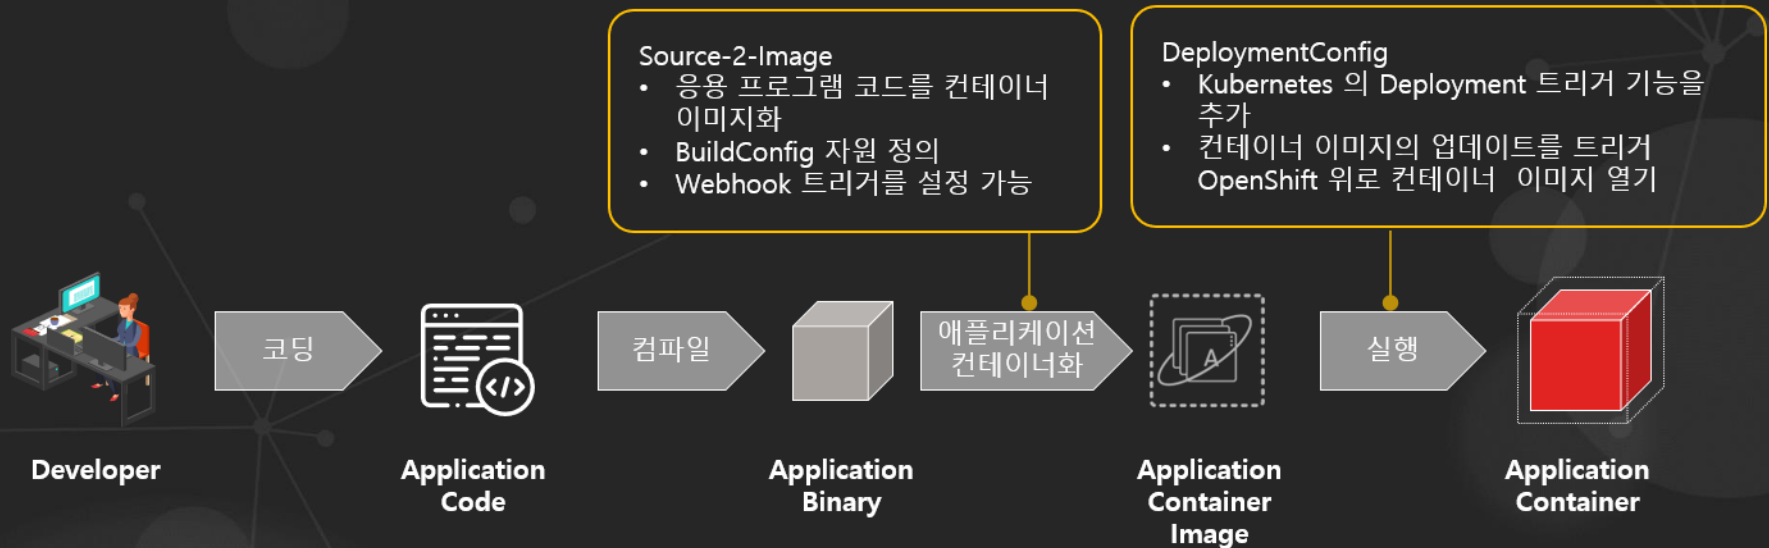 Source-2-Image
• 응용 프로그램 코드를 컨테이너
이미지화
• BuildConfig 자원 정의
• Webhook 트리거를 설정 가능
DeploymentConfig
• Kubernetes 의 Deployment 트리거 기능을
추가
• 컨테이너 이미지의 업데이트를 트리거
OpenShift 위로 컨테이너 이미지 열기
코딩
컴파일
애플리케이션
컨테이너화
A
실행
Developer
Application
Code
Application
Binary
Application
Container
Image
Application
Container